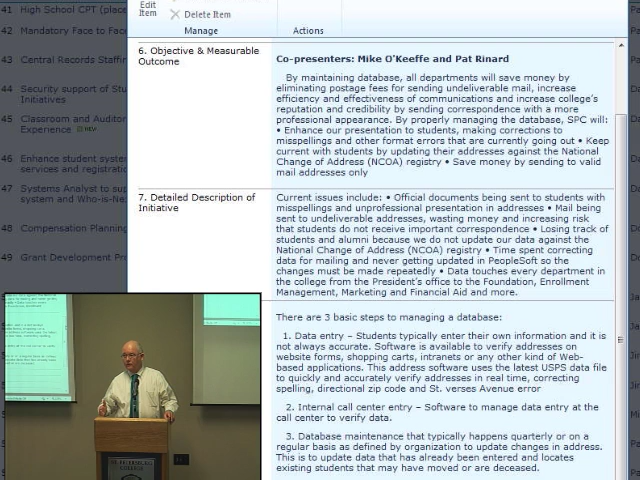 Edit
Item
Delete Item
Manage
Actions
41 High School CPT (place
42 Mandatory Face to Fac
43 Central Records Staffin
44 Security support of Stu
Initiatives
45 Classroom and Auditor
Experience NEW
46 Enhance student syste
services and registratio
47 Systems Analyst to sup
system and Who-is-Ne
48 Compensation Planning
49 Grant Development Pr
6. Objective & Measurable
Outcome
Co-presenters: Mike O'Keeffe and Pat Rinard
By maintaining database, all departments will save money by
eliminating postage fees for sending undeliverable mail, increase
efficiency and effectiveness of communications and increase college's
reputation and credibility by sending correspondence with a more
professional appearance. By properly managing the database, SPC will:
• Enhance our presentation to students, making corrections to
misspellings and other format errors that are currently going out • Keep
current with students by updating their addresses against the National
Change of Address (NCOA) registry • Save money by sending to valid
mail addresses only
7. Detailed Description of
Initiative
Current issues include: • Official documents being sent to students with
misspellings and unprofessional presentation in addresses • Mail being
sent to undeliverable addresses, wasting money and increasing risk
that students do not receive important correspondence • Losing track of
students and alumni because we do not update our data against the
National Change of Address (NCOA) registry • Time spent correcting
data for mailing and never getting updated in PeopleSoft so the
changes must be made repeatedly • Data touches every department in
the college from the President's office to the Foundation, Enrollment
Management, Marketing and Financial Aid and more.
There are 3 basic steps to managing a database:
1. Data entry – Students typically enter their own information and it is
not always accurate. Software is available to verify addresses on
website forms, shopping carts, intranets or any other kind of Web-
based applications. This address software uses the latest USPS data file
to quickly and accurately verify addresses in real time, correcting
spelling, directional zip code and St. verses Avenue error
2. Internal call center entry – Software to manage data entry at the
call center to verify data.
3. Database maintenance that typically happens quarterly or on a
regular basis as defined by organization to update changes in address.
This is to update data that has already been entered and locates
existing students that may have moved or are deceased.